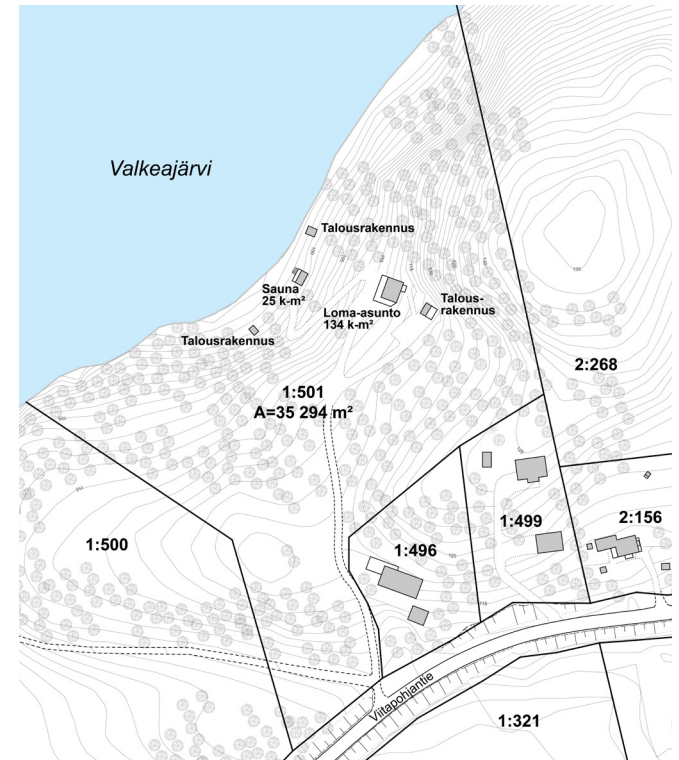 Valkeajärvi
Talousrakennus
Sauna
25 k-m²
Loma-asunto
134 k-m²
Talous-
rakennus
Talousrakennus
2:268
1:501
A=35 294 m²
1:499
2:156
1:500
1:496
Viitapohjantie
1:321